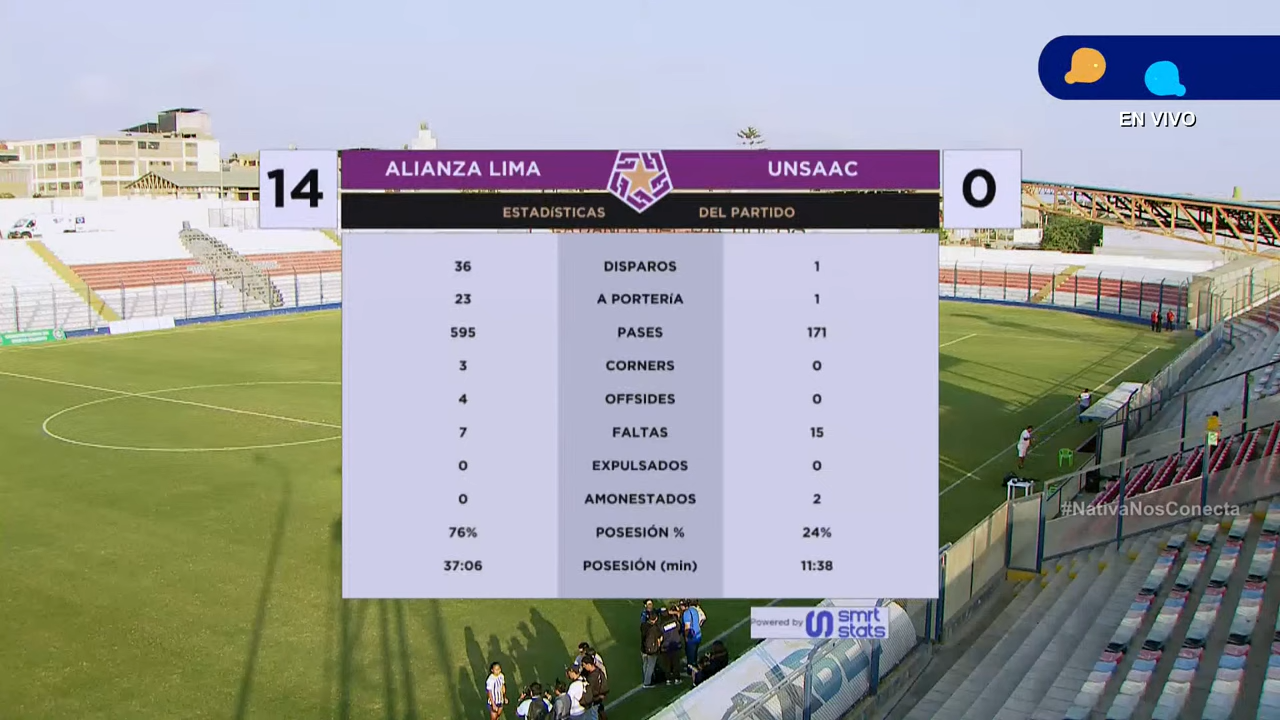 EN VIVO
14 ALIANZA LIMA UNSAAC 0
ESTADÍSTICAS DEL PARTIDO
36 DISPAROS 1
23 A PORTERíA 1
595 PASES 171
3 CORNERS 0
4 OFFSIDES 0
7 FALTAS 15
0 EXPULSADOS 0
0 AMONESTADOS 2
76% POSESIÓN % 24%
37:06 POSESIÓN (min) 11:38
#NativaNosConecta
Powered by smrt
stats